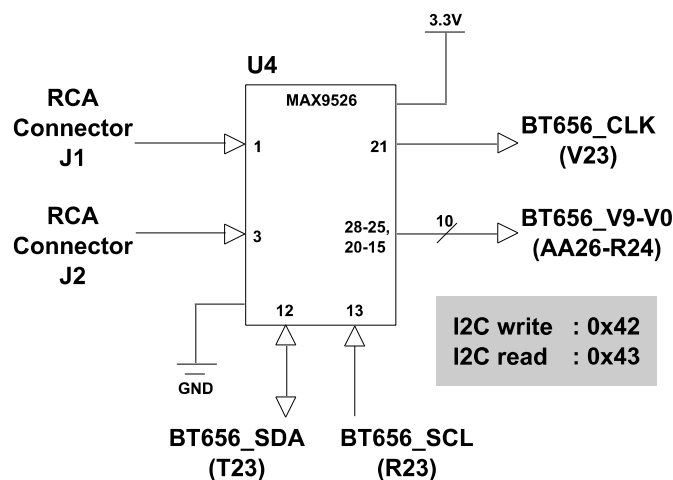 3.3V
U4
MAX9526
RCA
Connector
J1
1
21
BT656_CLK
(V23)
RCA
Connector
J2
3
28-25,
20-15
10
BT656_V9-V0
(AA26-R24)
12
13
I2C write : 0x42
I2C read : 0x43
GND
BT656_SDA
(T23)
BT656_SCL
(R23)